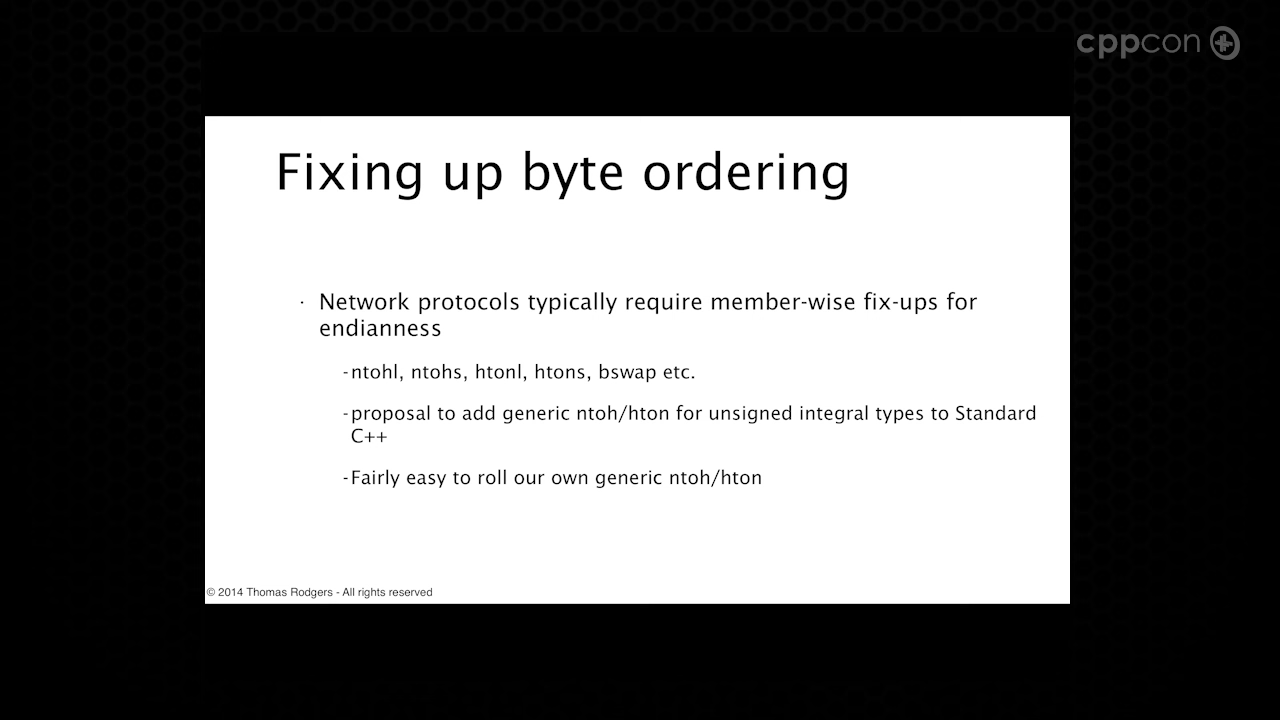 cppcon
Fixing up byte ordering
· Network protocols typically require member-wise fix-ups for
endianness
-ntohl, ntohs, htonl, htons, bswap etc.
-proposal to add generic ntoh/hton for unsigned integral types to Standard
C++
-Fairly easy to roll our own generic ntoh/hton
© 2014 Thomas Rodgers - All rights reserved